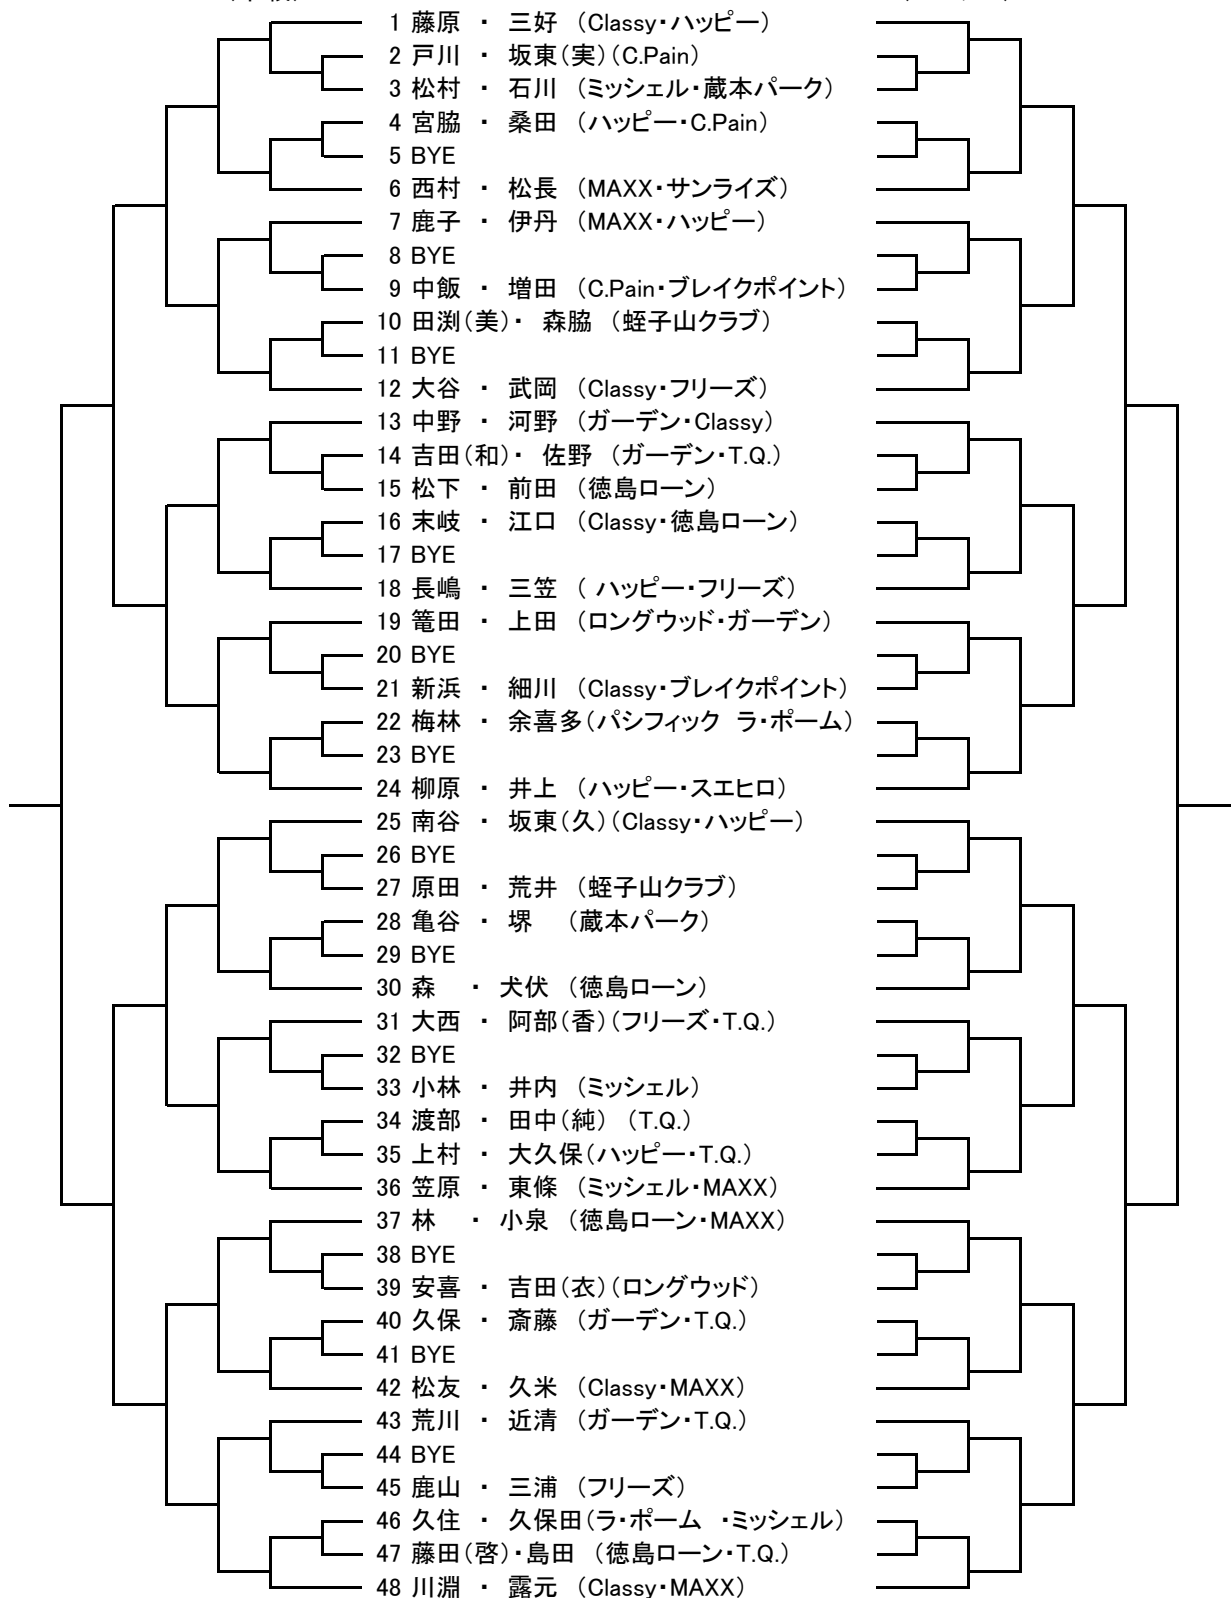 1 藤原 ・ 三好 （Classy・ハッピー）
2 戸川 ・ 坂東（実）（C.Pain）
3 松村 ・ 石川 （ミッシェル・蔵本パーク）
4 宮脇 ・ 桑田 （ハッピー・C.Pain）
5 BYE
6 西村 ・ 松長 （MAXX・サンライズ）
7 鹿子 ・ 伊丹 （MAXX・ハッピー）
8 BYE
9 中飯 ・ 増田 （C.Pain・ブレイクポイント）
10 田渕（美）・ 森脇 （蛭子山クラブ）
11 BYE
12 大谷 ・ 武岡 （Classy・フリーズ）
13 中野 ・ 河野 （ガーデン・Classy）
14 吉田（和）・ 佐野 （ガーデン・T.Q.）
15 松下 ・ 前田 （徳島ローン）
16 末岐 ・ 江口 （Classy・徳島ローン）
17 BYE
18 長嶋 ・ 三笠 （ ハッピー・フリーズ）
19 篭田 ・ 上田 （ロングウッド・ガーデン）
20 BYE
21 新浜 ・ 細川 （Classy・ブレイクポイント）
22 梅林 ・ 余喜多（パシフィック ラ・ポーム）
23 BYE
24 柳原 ・ 井上 （ハッピー・スエヒロ）
25 南谷 ・ 坂東（久）（Classy・ハッピー）
26 BYE
27 原田 ・ 荒井 （蛭子山クラブ）
28 亀谷 ・ 堺 （蔵本パーク）
29 BYE
30 森 ・ 犬伏 （徳島ローン）
31 大西 ・ 阿部（香）（フリーズ・T.Q.）
32 BYE
33 小林 ・ 井内 （ミッシェル）
34 渡部 ・ 田中（純） （T.Q.）
35 上村 ・ 大久保（ハッピー・T.Q.）
36 笠原 ・ 東條 （ミッシェル・MAXX）
37 林 ・ 小泉 （徳島ローン・MAXX）
38 BYE
39 安喜 ・ 吉田（衣）（ロングウッド）
40 久保 ・ 斎藤 （ガーデン・T.Q.）
41 BYE
42 松友 ・ 久米 （Classy・MAXX）
43 荒川 ・ 近清 （ガーデン・T.Q.）
44 BYE
45 鹿山 ・ 三浦 （フリーズ）
46 久住 ・ 久保田（ラ・ポーム ・ミッシェル）
47 藤田（啓）・島田 （徳島ローン・T.Q.）
48 川淵 ・ 露元 （Classy・MAXX）